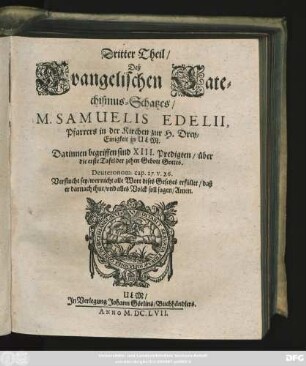 Dritter Theil/
Deß
Evangelischen Cate-
chismus-Schatzes/
M. SAMUELIS EDELII,
Pfarrers in der Kirchen zur H. Drey-
Einigkeit zu Ulm.
Darinnen begriffen sind XIII. Predigten/ über
die erste Tafel der zehen Gebote Gottes.
Deuteronom. cap. 27. v. 26.
Verflucht sey/ wer nicht alle Wort dises Gesetzes erfüllet/ daß
er darnach thue/ und alles Volck soll sagen/ Amen.
Ulm/
In Verlegung Johann Görlins/ Buchhändlers.
Anno M. DC. LVII.